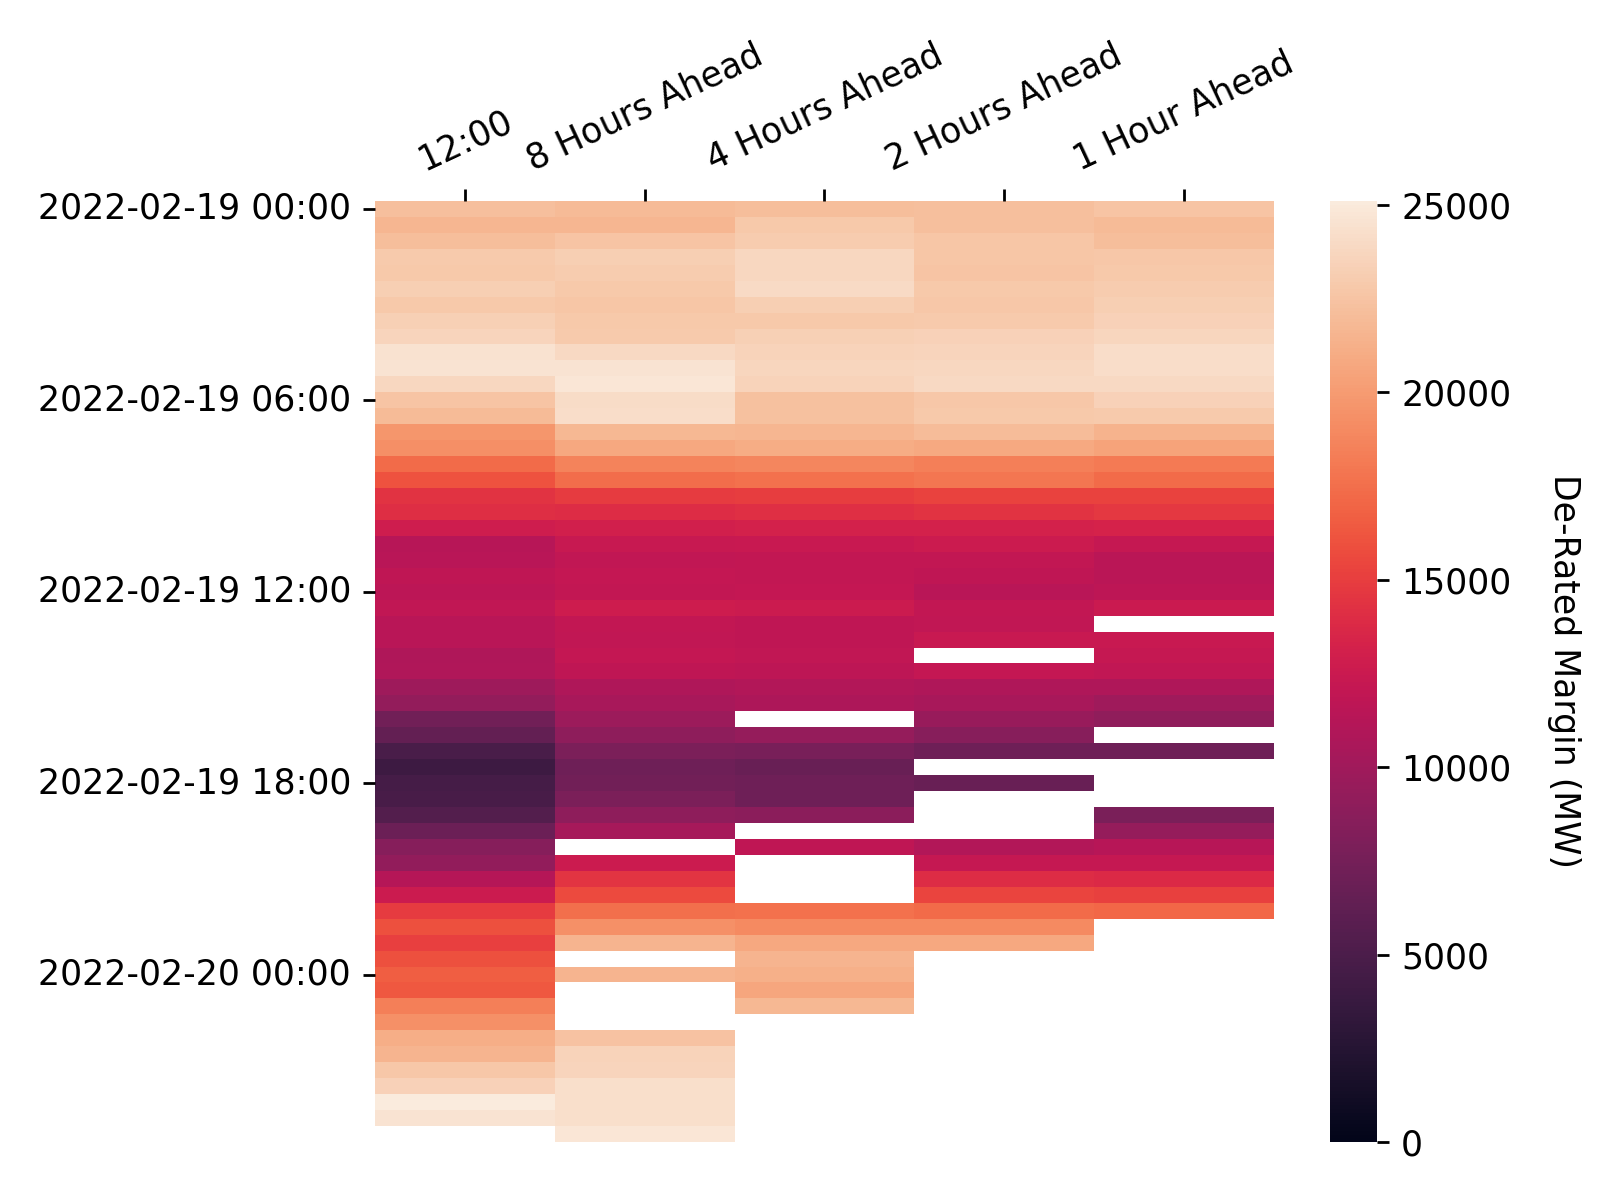 12:00
8 Hours Ahead
4 Hours Ahead
2 Hours Ahead
1 Hour Ahead
2022-02-19 00:00
2022-02-19 06:00
2022-02-19 12:00
2022-02-19 18:00
2022-02-20 00:00
25000
20000
15000
10000
5000
0
De-Rated Margin (MW)